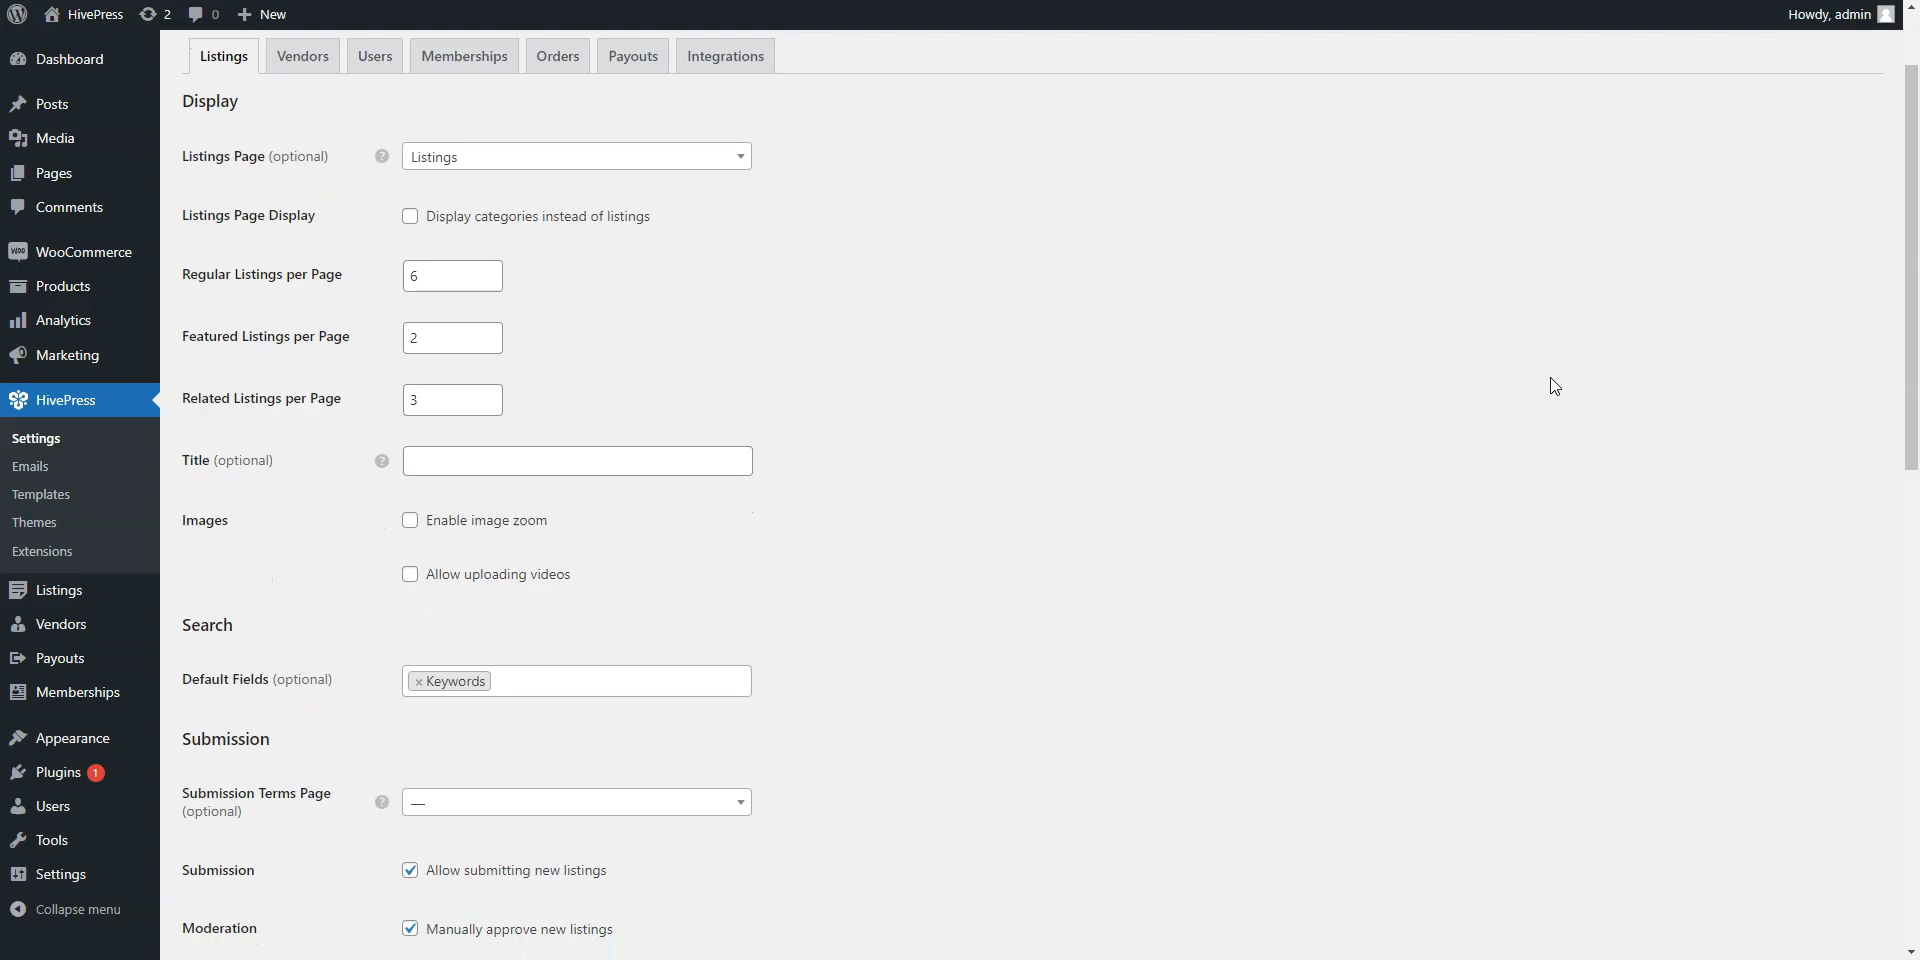 HivePress
2
0
New
Howdy, admin
Dashboard
Posts
Media
Pages
Comments
WooCommerce
Products
Analytics
Marketing
HivePress
Settings
Emails
Templates
Themes
Extensions
Listings
Vendors
Payouts
Memberships
Appearance
Plugins 1
Users
Tools
Settings
Collapse menu
Listings
Vendors
Users
Memberships
Orders
Payouts
Integrations
Display
Listings Page (optional) ? Listings
Listings Page Display Display categories instead of listings
Regular Listings per Page 6
Featured Listings per Page 2
Related Listings per Page 3
Title (optional) ?
Images Enable image zoom
Allow uploading videos
Search
Default Fields (optional) × Keywords
Submission
Submission Terms Page
(optional) ? —
Submission Allow submitting new listings
Moderation Manually approve new listings